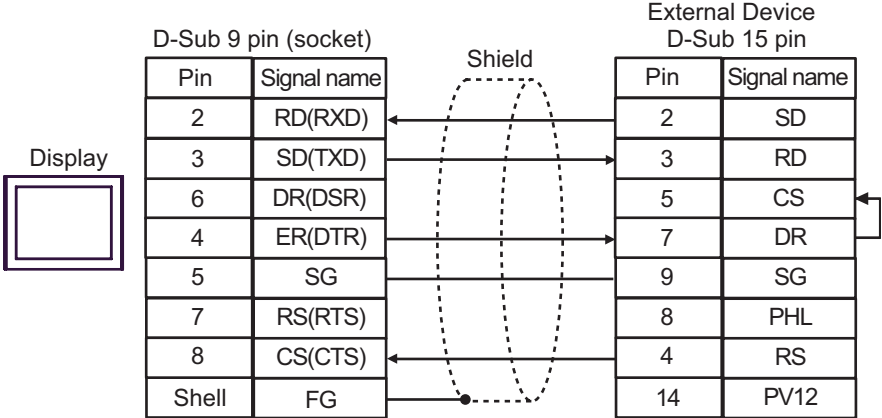 External Device
D-Sub 9 pin (socket) D-Sub 15 pin
Shield
Pin Signal name Pin Signal name
2 RD(RXD) 2 SD
Display 3 SD(TXD) 3 RD
6 DR(DSR) 5 CS
4 ER(DTR) 7 DR
5 SG 9 SG
7 RS(RTS) 8 PHL
8 CS(CTS) 4 RS
Shell FG 14 PV12